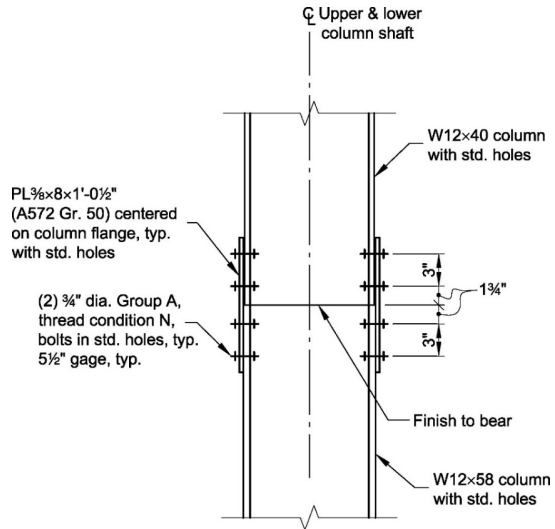 ℄ Upper & lower
column shaft
W12×40 column
with std. holes
PL⅜×8×1'-0½"
(A572 Gr. 50) centered
on column flange, typ.
with std. holes
3"
1¾"
(2) ¾" dia. Group A,
thread condition N,
bolts in std. holes, typ.
5½" gage, typ.
3"
Finish to bear
W12×58 column
with std. holes